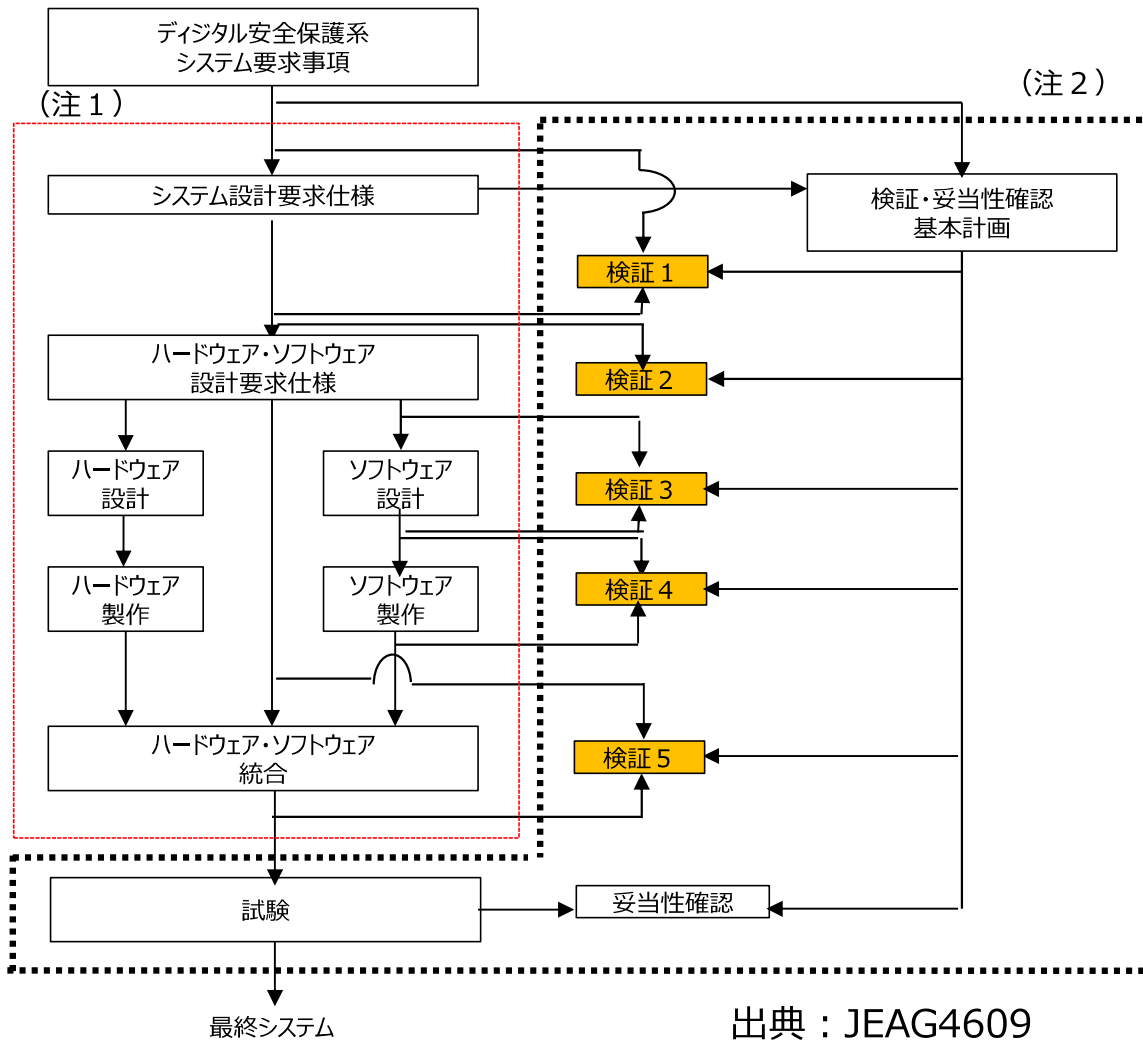 ディジタル安全保護系
システム要求事項
(注１)
(注２)
システム設計要求仕様
検証・妥当性確認
基本計画
検証１
ハードウェア・ソフトウェア
設計要求仕様
検証２
ハードウェア
設計
ソフトウェア
設計
検証３
ハードウェア
製作
ソフトウェア
製作
検証４
ハードウェア・ソフトウェア
統合
検証５
試験
妥当性確認
最終システム
出典：JEAG4609